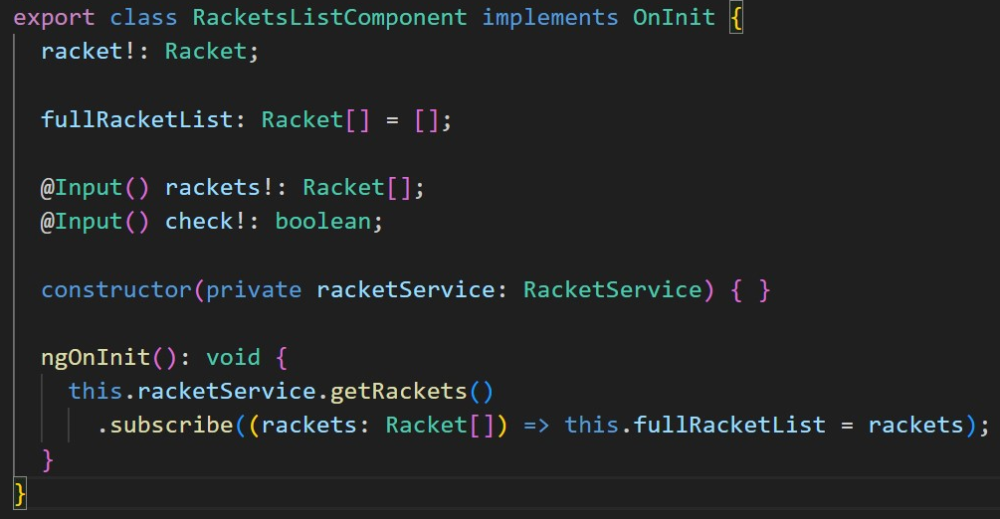 export class RacketsListComponent implements OnInit {
  racket!: Racket;

  fullRacketList: Racket[] = [];

  @Input() rackets!: Racket[];
  @Input() check!: boolean;

  constructor(private racketService: RacketService) { }

  ngOnInit(): void {
    this.racketService.getRackets()
      .subscribe((rackets: Racket[]) => this.fullRacketList = rackets);
  }
}